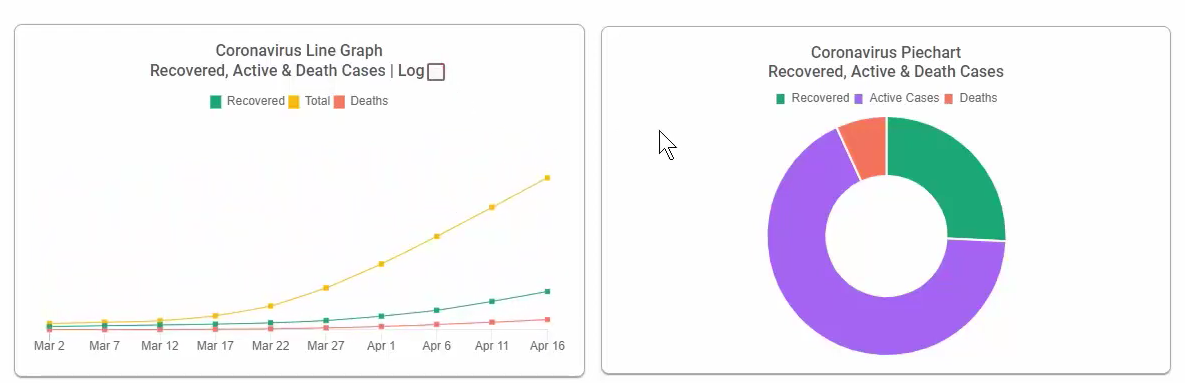 Coronavirus Line Graph
Recovered, Active & Death Cases | Log
Recovered Total Deaths
Mar 2 Mar 7 Mar 12 Mar 17 Mar 22 Mar 27 Apr 1 Apr 6 Apr 11 Apr 16
Coronavirus Piechart
Recovered, Active & Death Cases
Recovered Active Cases Deaths